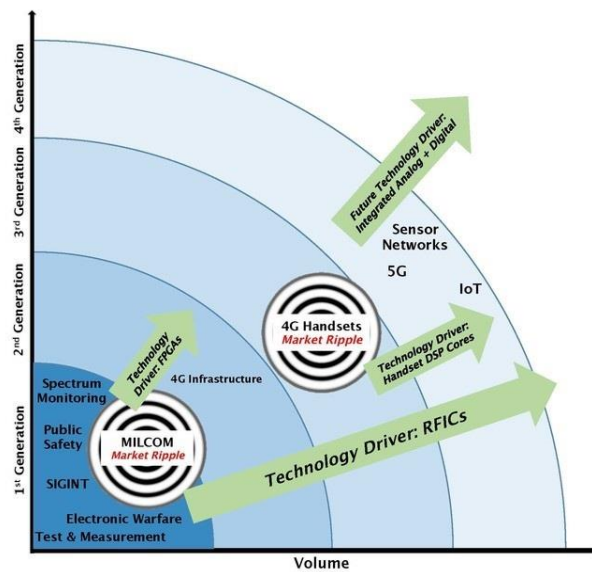 4th Generation
3rd Generation
2nd Generation
1st Generation
Future Technology Driver:
Integrated Analog + Digital
Sensor
Networks
5G
IoT
4G Handsets
Market Ripple
Technology Driver:
Handset DSP Cores
Technology
Driver: FPGAs
4G Infrastructure
Spectrum
Monitoring
Public
Safety
MILCOM
Market Ripple
SIGINT
Technology Driver: RFICs
Electronic Warfare
Test & Measurement
Volume